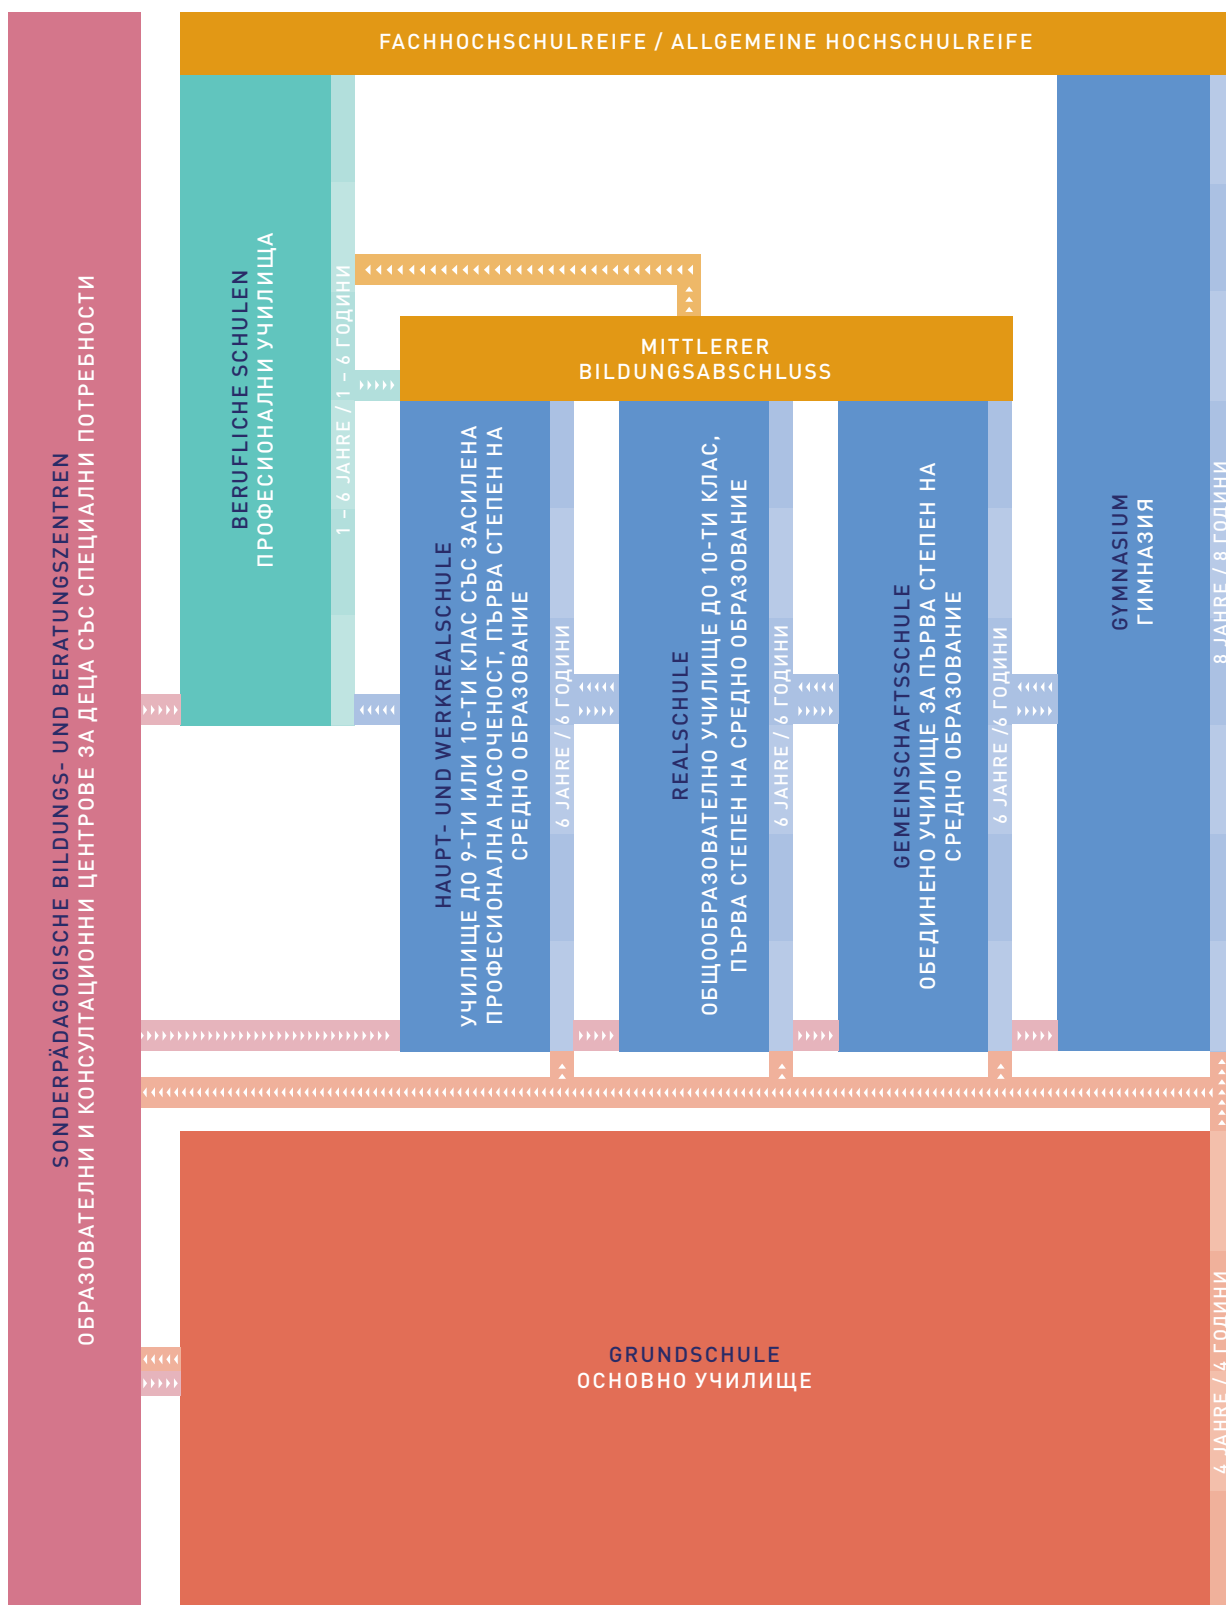 FACHHOCHSCHULREIFE / ALLGEMEINE HOCHSCHULREIFE
SONDERPÄDAGOGISCHE BILDUNGS- UND BERATUNGSZENTREN
ОБРАЗОВАТЕЛНИ И КОНСУЛТАЦИОННИ ЦЕНТРОВЕ ЗА ДЕЦА СЪС СПЕЦИАЛНИ ПОТРЕБНОСТИ
BERUFLICHE SCHULEN
ПРОФЕСИОНАЛНИ УЧИЛИЩА
1 – 6 JAHRE / 1 – 6 ГОДИНИ
MITTLERER
BILDUNGSABSCHLUSS
HAUPT- UND WERKREALSCHULE
УЧИЛИЩЕ ДО 9-ТИ ИЛИ 10-ТИ КЛАС СЪС ЗАСИЛЕНА
ПРОФЕСИОНАЛНА НАСОЧЕНОСТ, ПЪРВА СТЕПЕН НА
СРЕДНО ОБРАЗОВАНИЕ
6 JAHRE / 6 ГОДИНИ
REALSCHULE
ОБЩООБРАЗОВАТЕЛНО УЧИЛИЩЕ ДО 10-ТИ КЛАС,
ПЪРВА СТЕПЕН НА СРЕДНО ОБРАЗОВАНИЕ
6 JAHRE / 6 ГОДИНИ
GEMEINSCHAFTSSCHULE
ОБЕДИНЕНО УЧИЛИЩЕ ЗА ПЪРВА СТЕПЕН НА
СРЕДНО ОБРАЗОВАНИЕ
6 JAHRE /6 ГОДИНИ
GYMNASIUM
ГИМНАЗИЯ
8 JAHRE / 8 ГОДИНИ
GRUNDSCHULE
ОСНОВНО УЧИЛИЩЕ
4 JAHRE / 4 ГОДИНИ